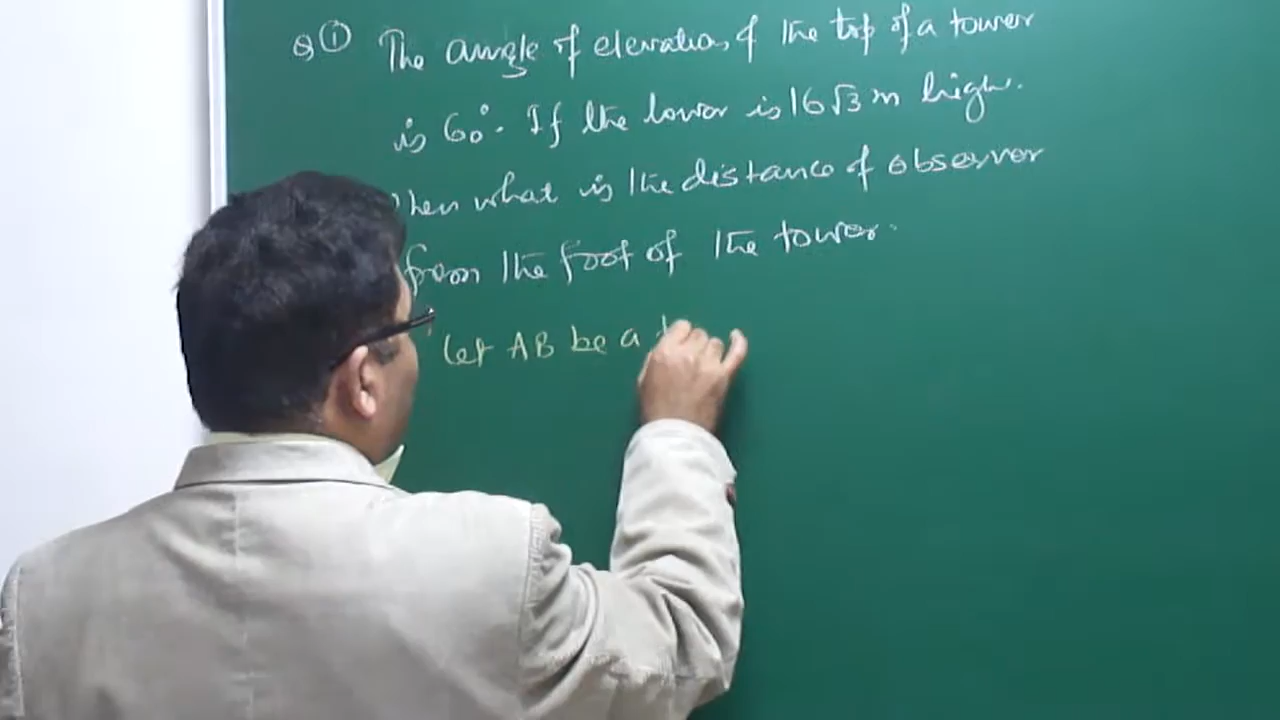 Q ① The angle of elevation of the top of a tower
is 60°. If the tower is 16√3 m high.
then what is the distance of observer
from the foot of the tower.
Let AB be a